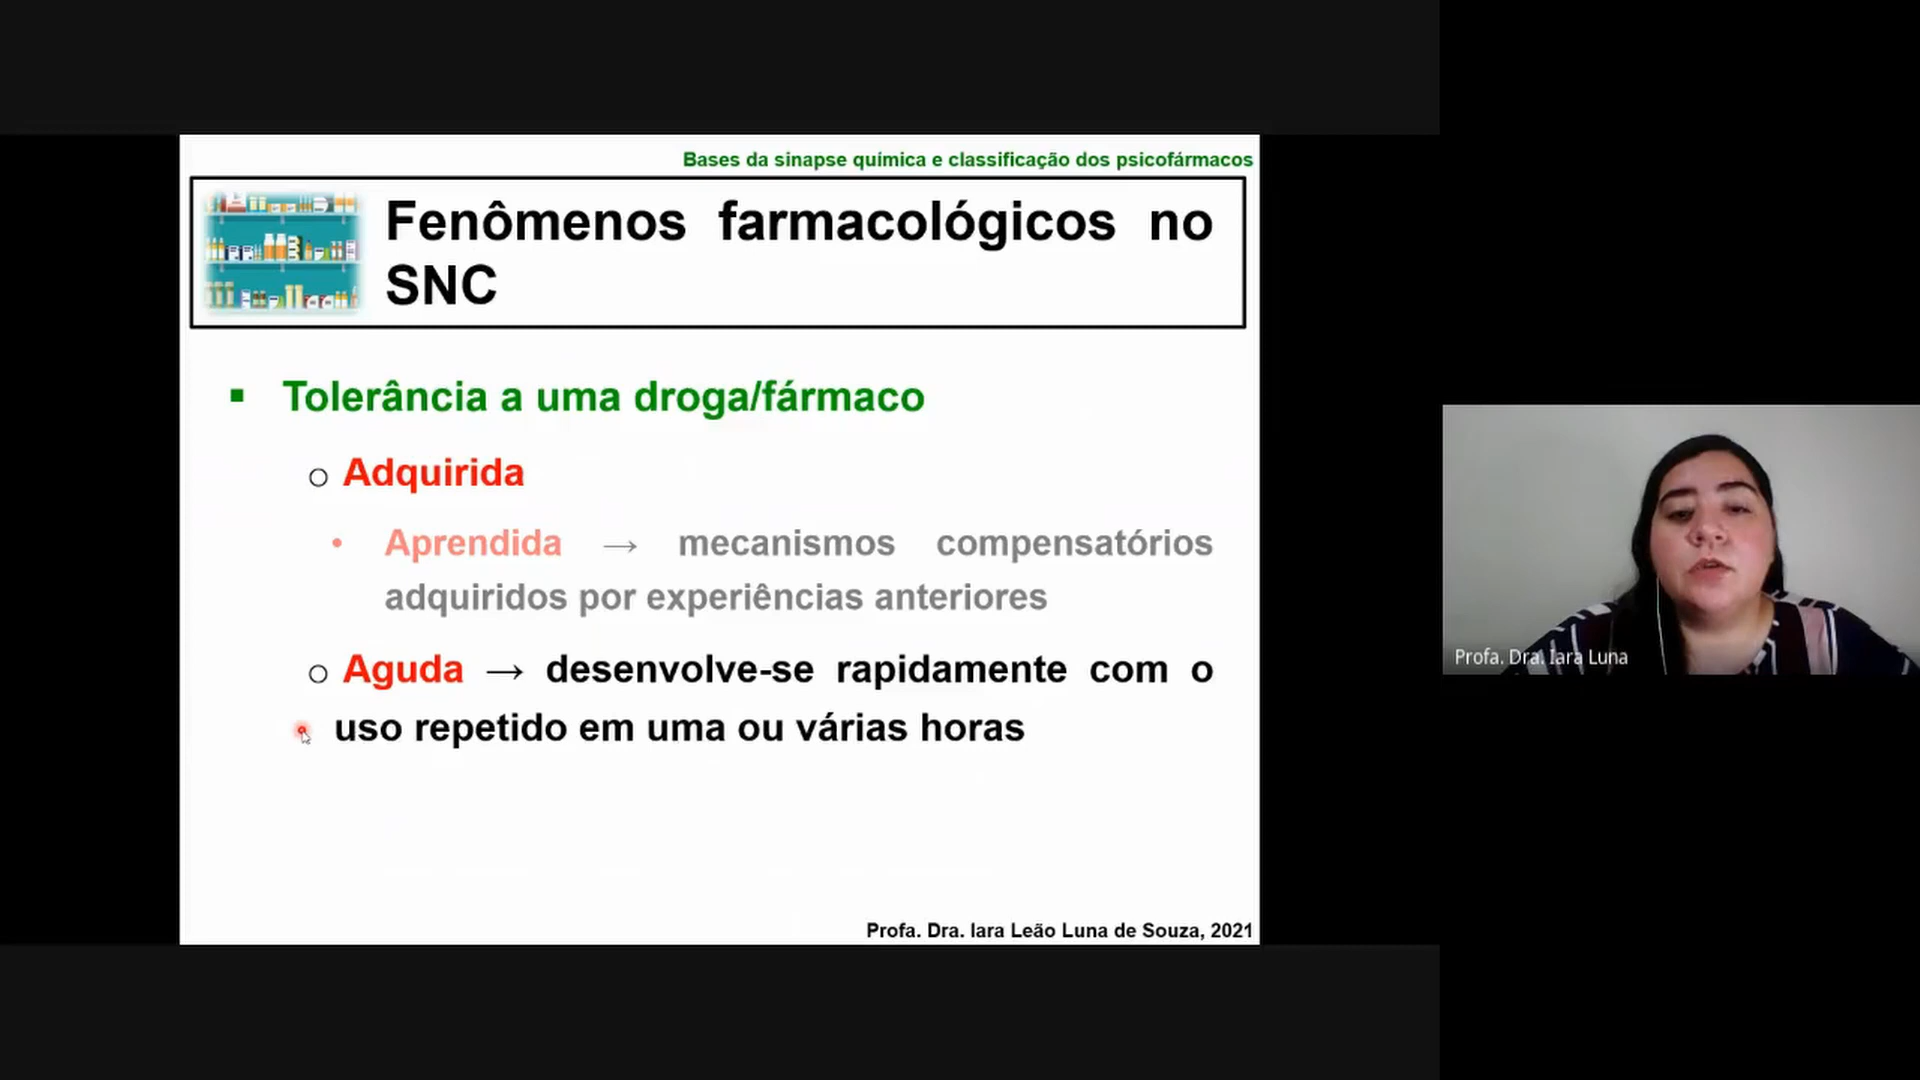 Bases da sinapse química e classificação dos psicofármacos
Fenômenos farmacológicos no
SNC
▪ Tolerância a uma droga/fármaco
o Adquirida
• Aprendida → mecanismos compensatórios
adquiridos por experiências anteriores
o Aguda → desenvolve-se rapidamente com o
uso repetido em uma ou várias horas
Profa. Dra. Iara Luna
Profa. Dra. Iara Leão Luna de Souza, 2021